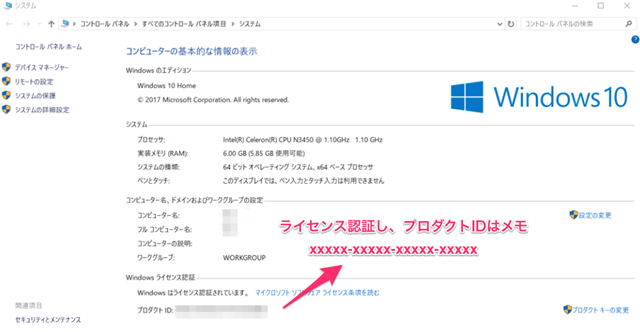 システム
コントロール パネル › すべてのコントロール パネル項目 › システム
コントロール パネルの検索
コントロール パネル ホーム
デバイス マネージャー
リモートの設定
システムの保護
システムの詳細設定
コンピューターの基本的な情報の表示
Windows のエディション
Windows 10 Home
© 2017 Microsoft Corporation. All rights reserved.
Windows 10
システム
プロセッサ: Intel(R) Celeron(R) CPU N3450 @ 1.10GHz 1.10 GHz
実装メモリ (RAM): 6.00 GB (5.85 GB 使用可能)
システムの種類: 64 ビット オペレーティング システム、x64 ベース プロセッサ
ペンとタッチ: このディスプレイでは、ペン入力とタッチ入力は利用できません
コンピューター名、ドメインおよびワークグループの設定
コンピューター名:
設定の変更
フル コンピューター名:
コンピューターの説明:
ワークグループ: WORKGROUP
ライセンス認証し、プロダクトIDはメモ
xxxxx-xxxxx-xxxxx-xxxxx
Windows ライセンス認証
Windows はライセンス認証されています。 マイクロソフト ソフトウェア ライセンス条項を読む
プロダクト ID:
プロダクト キーの変更
関連項目
セキュリティとメンテナンス